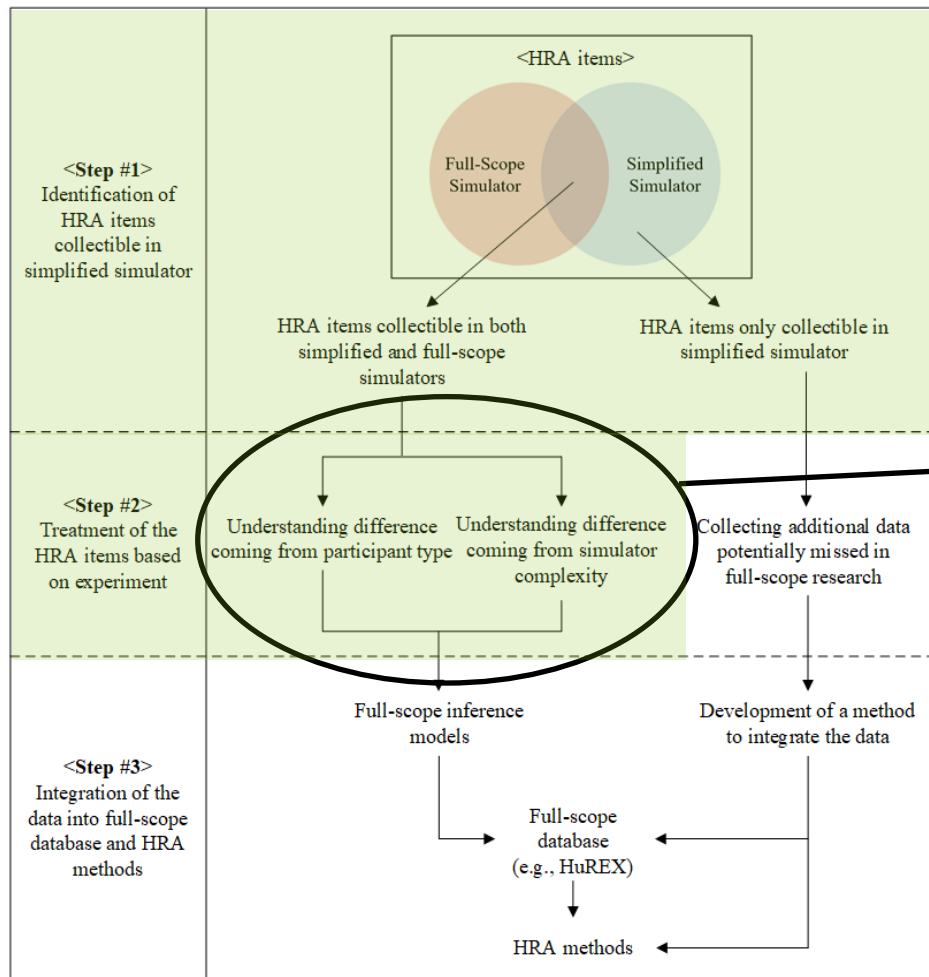 <HRA items>
Full-Scope
Simulator
Simplified
Simulator
<Step #1>
Identification of
HRA items
collectible in
simplified simulator
HRA items collectible in both
simplified and full-scope
simulators
HRA items only collectible in
simplified simulator
<Step #2>
Treatment of the
HRA items based
on experiment
Understanding difference
coming from participant type
Understanding difference
coming from simulator
complexity
Collecting additional data
potentially missed in
full-scope research
<Step #3>
Integration of the
data into full-scope
database and HRA
methods
Full-scope inference
models
Development of a method
to integrate the data
Full-scope
database
(e.g., HuREX)
HRA methods